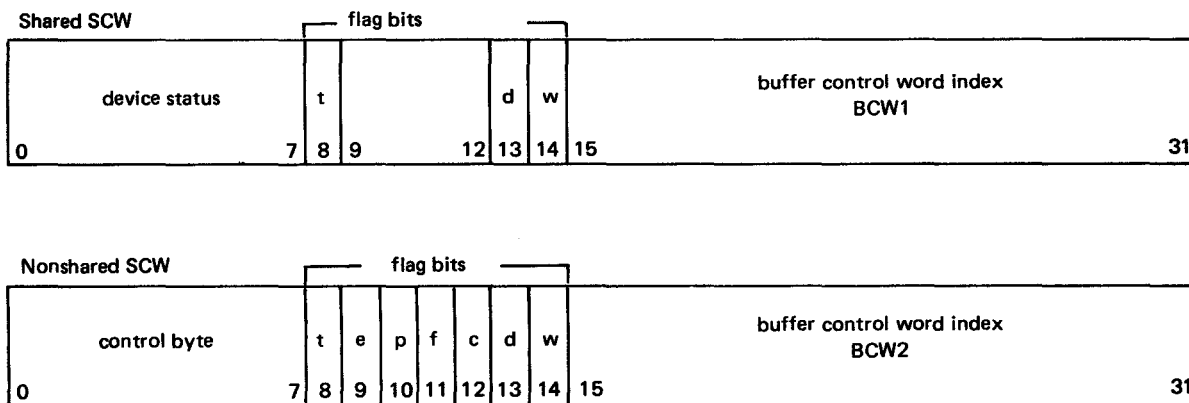 Shared SCW
flag bits
device status t d w buffer control word index
BCW1
0 7 8 9 12 13 14 15 31
Nonshared SCW
flag bits
control byte t e p f c d w buffer control word index
BCW2
0 7 8 9 10 11 12 13 14 15 31